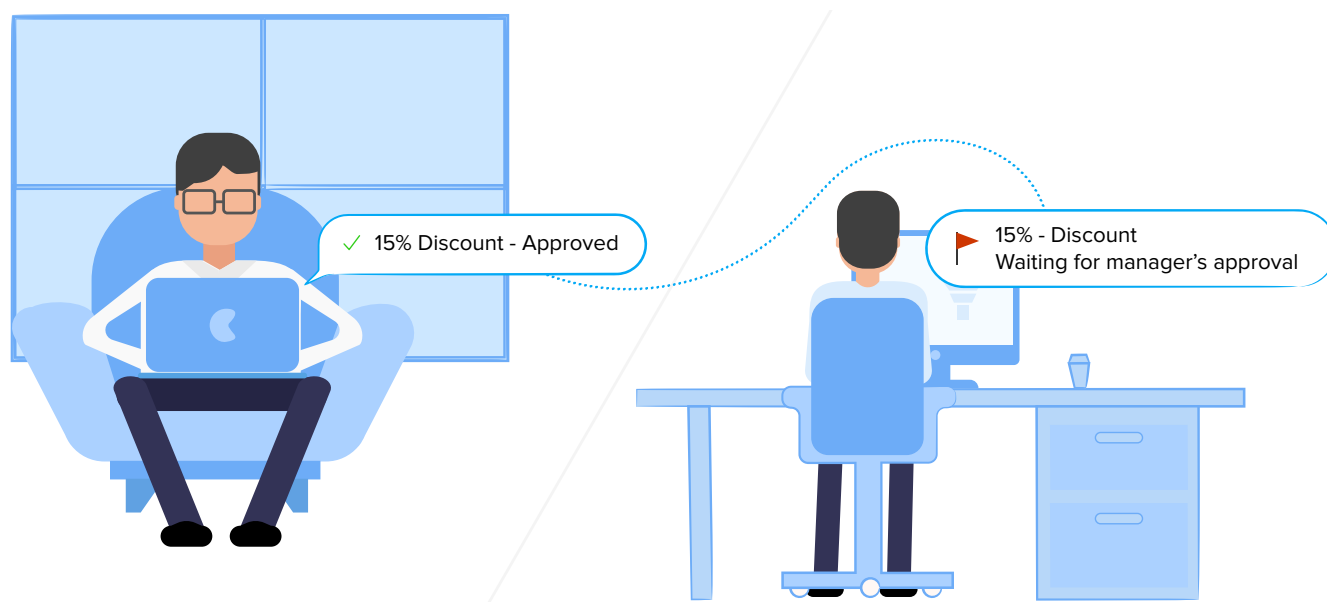 15% Discount - Approved
15% - Discount
Waiting for manager’s approval